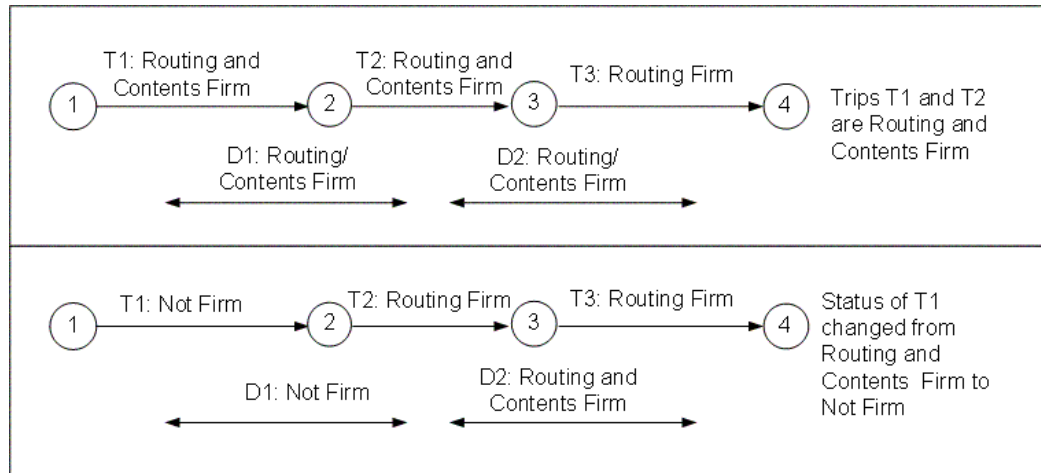 T1: Routing and
Contents Firm
T2: Routing and
Contents Firm
T3: Routing Firm
1
2
3
4
Trips T1 and T2
are Routing and
Contents Firm
D1: Routing/
Contents Firm
D2: Routing/
Contents Firm
T1: Not Firm
T2: Routing Firm
T3: Routing Firm
1
2
3
4
Status of T1
changed from
Routing and
Contents Firm to
Not Firm
D1: Not Firm
D2: Routing and
Contents Firm